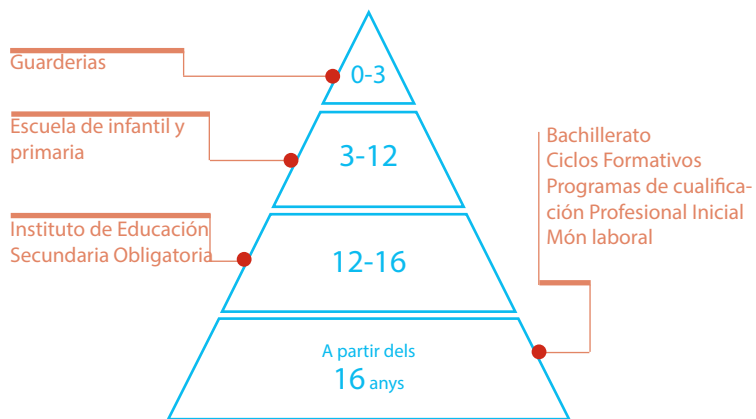 Guarderias
0-3
Escuela de infantil y
primaria
3-12
Instituto de Educación
Secundaria Obligatoria
12-16
Bachillerato
Ciclos Formativos
Programas de cualifica-
ción Profesional Inicial
Món laboral
A partir dels
16 anys